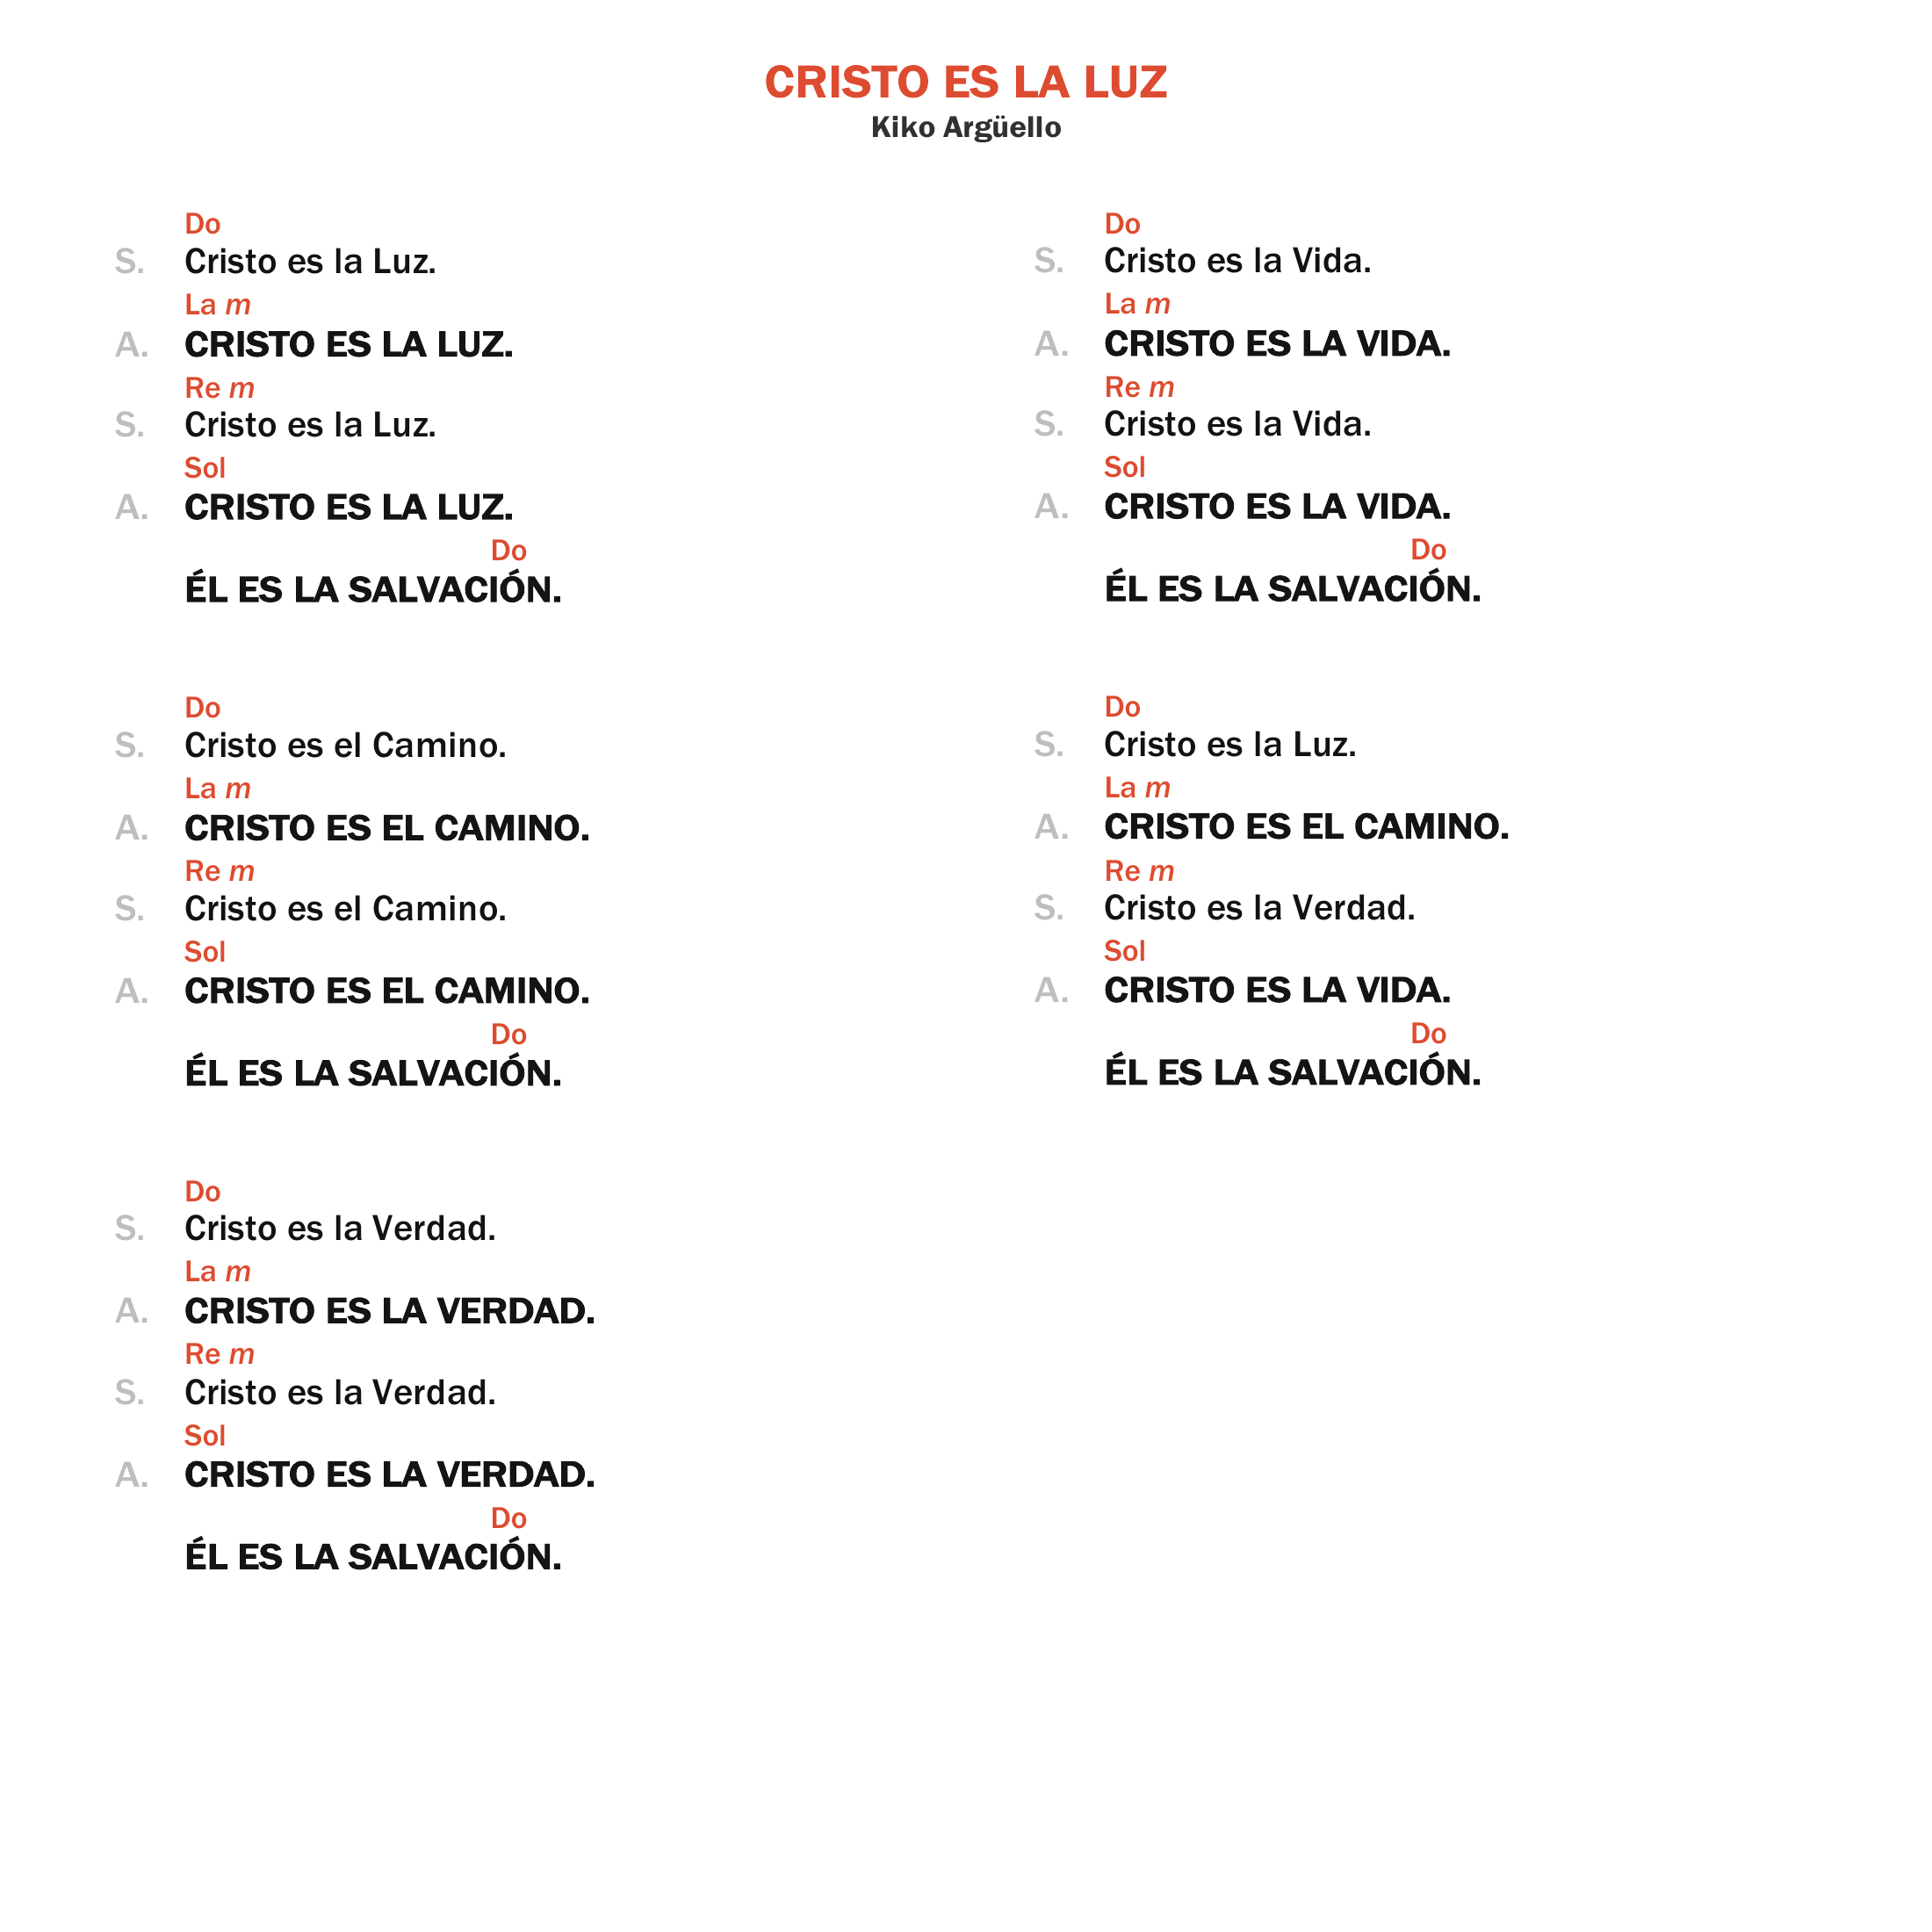 CRISTO ES LA LUZ
Kiko Argüello
Do
S. Cristo es la Luz.
La m
A. CRISTO ES LA LUZ.
Re m
S. Cristo es la Luz.
Sol
A. CRISTO ES LA LUZ.
Do
ÉL ES LA SALVACIÓN.
Do
S. Cristo es el Camino.
La m
A. CRISTO ES EL CAMINO.
Re m
S. Cristo es el Camino.
Sol
A. CRISTO ES EL CAMINO.
Do
ÉL ES LA SALVACIÓN.
Do
S. Cristo es la Verdad.
La m
A. CRISTO ES LA VERDAD.
Re m
S. Cristo es la Verdad.
Sol
A. CRISTO ES LA VERDAD.
Do
ÉL ES LA SALVACIÓN.
Do
S. Cristo es la Vida.
La m
A. CRISTO ES LA VIDA.
Re m
S. Cristo es la Vida.
Sol
A. CRISTO ES LA VIDA.
Do
ÉL ES LA SALVACIÓN.
Do
S. Cristo es la Luz.
La m
A. CRISTO ES EL CAMINO.
Re m
S. Cristo es la Verdad.
Sol
A. CRISTO ES LA VIDA.
Do
ÉL ES LA SALVACIÓN.